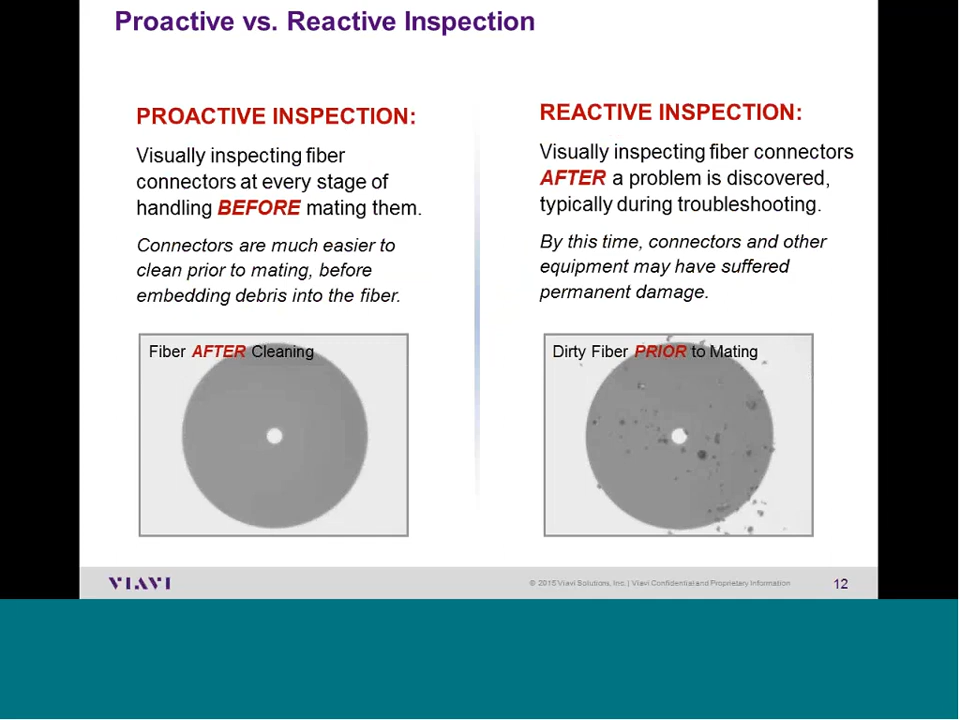 Proactive vs. Reactive Inspection
PROACTIVE INSPECTION:
Visually inspecting fiber
connectors at every stage of
handling BEFORE mating them.
Connectors are much easier to
clean prior to mating, before
embedding debris into the fiber.
Fiber AFTER Cleaning
REACTIVE INSPECTION:
Visually inspecting fiber connectors
AFTER a problem is discovered,
typically during troubleshooting.
By this time, connectors and other
equipment may have suffered
permanent damage.
Dirty Fiber PRIOR to Mating
VIAVI
© 2015 Viavi Solutions, Inc. | Viavi Confidential and Proprietary Information
12